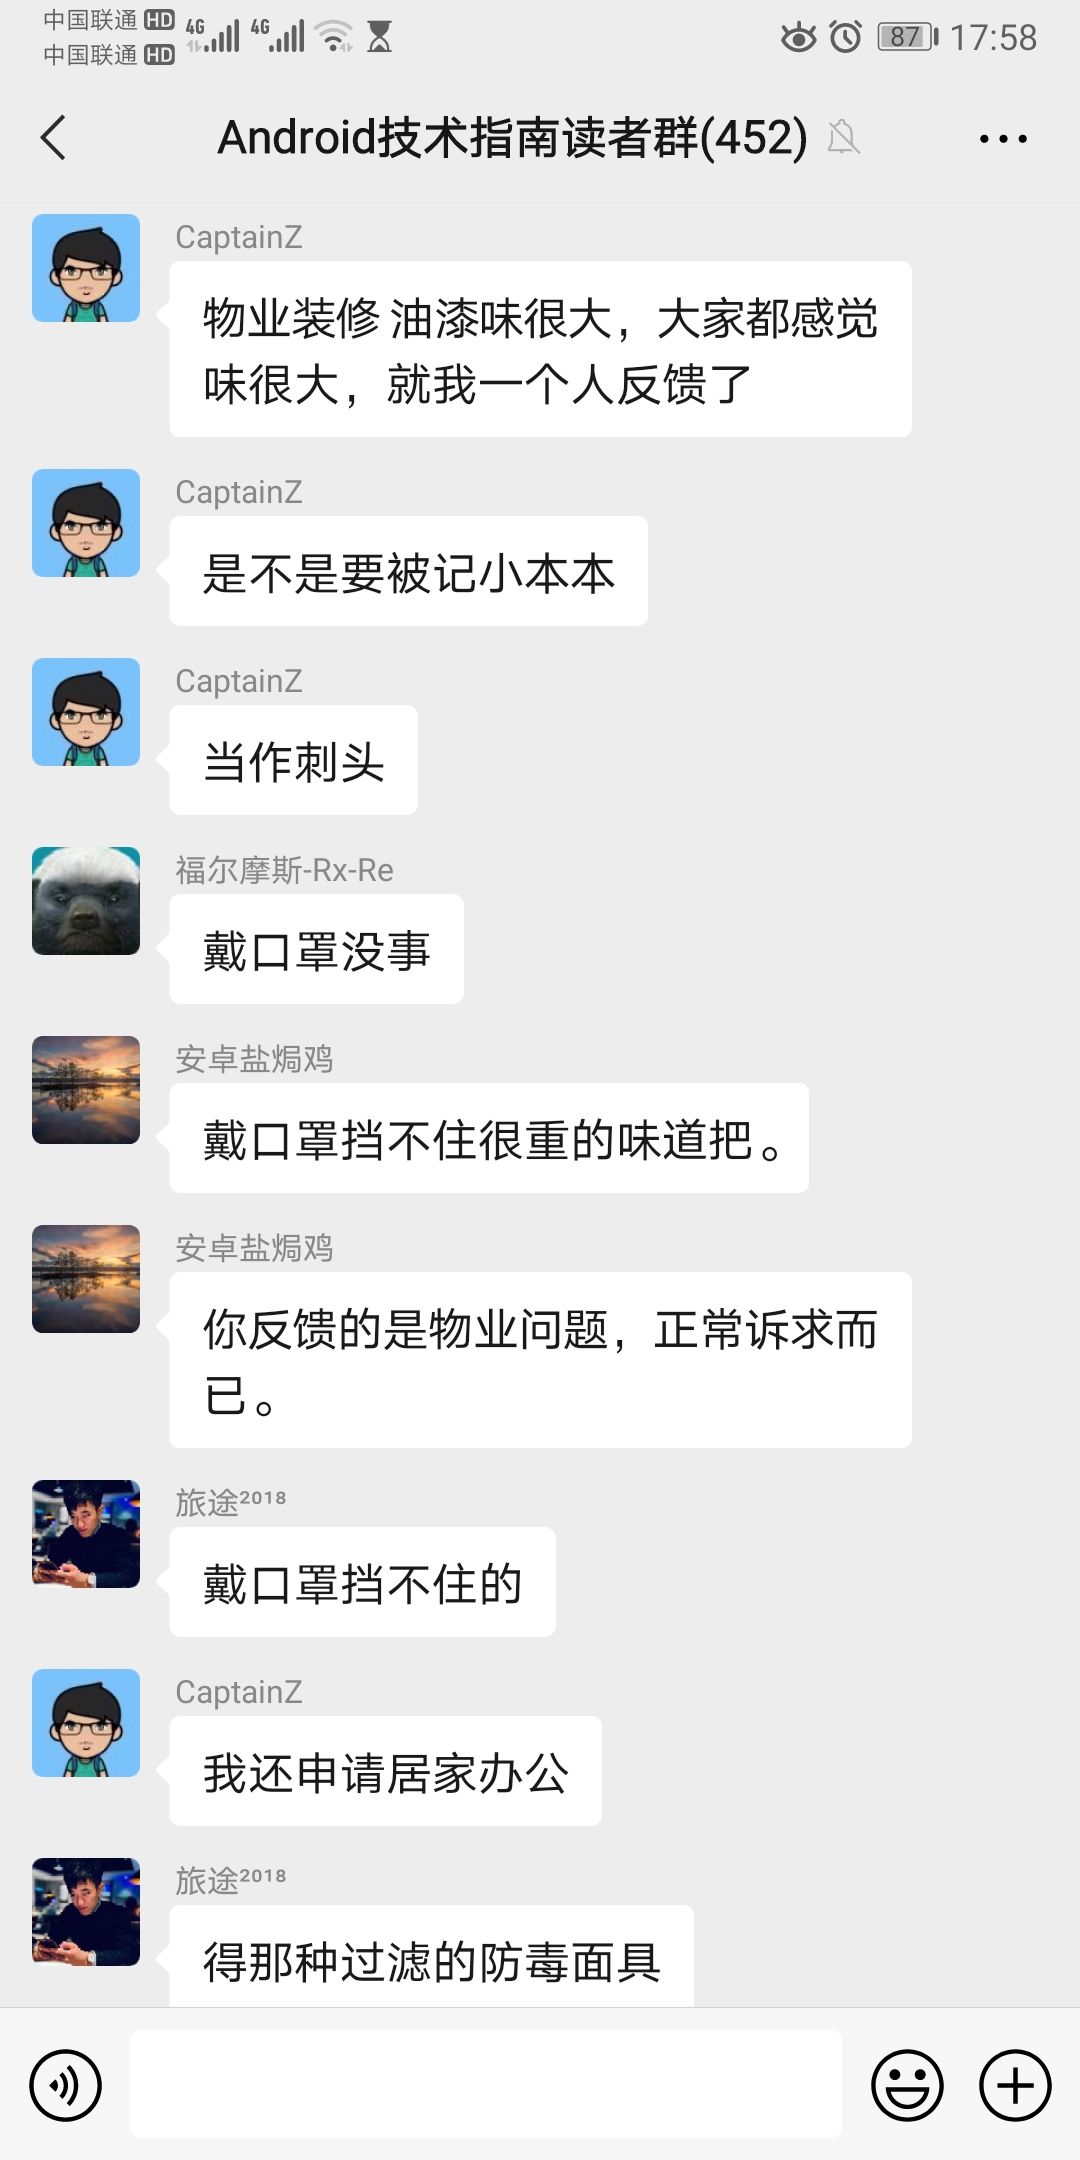 中国联通 HD 4G 4G 87 17:58
中国联通 HD
Android技术指南读者群(452)
CaptainZ
物业装修 油漆味很大，大家都感觉
味很大，就我一个人反馈了
CaptainZ
是不是要被记小本本
CaptainZ
当作刺头
福尔摩斯-Rx-Re
戴口罩没事
安卓盐焗鸡
戴口罩挡不住很重的味道把。
安卓盐焗鸡
你反馈的是物业问题，正常诉求而
已。
旅途²⁰¹⁸
戴口罩挡不住的
CaptainZ
我还申请居家办公
旅途²⁰¹⁸
得那种过滤的防毒面具